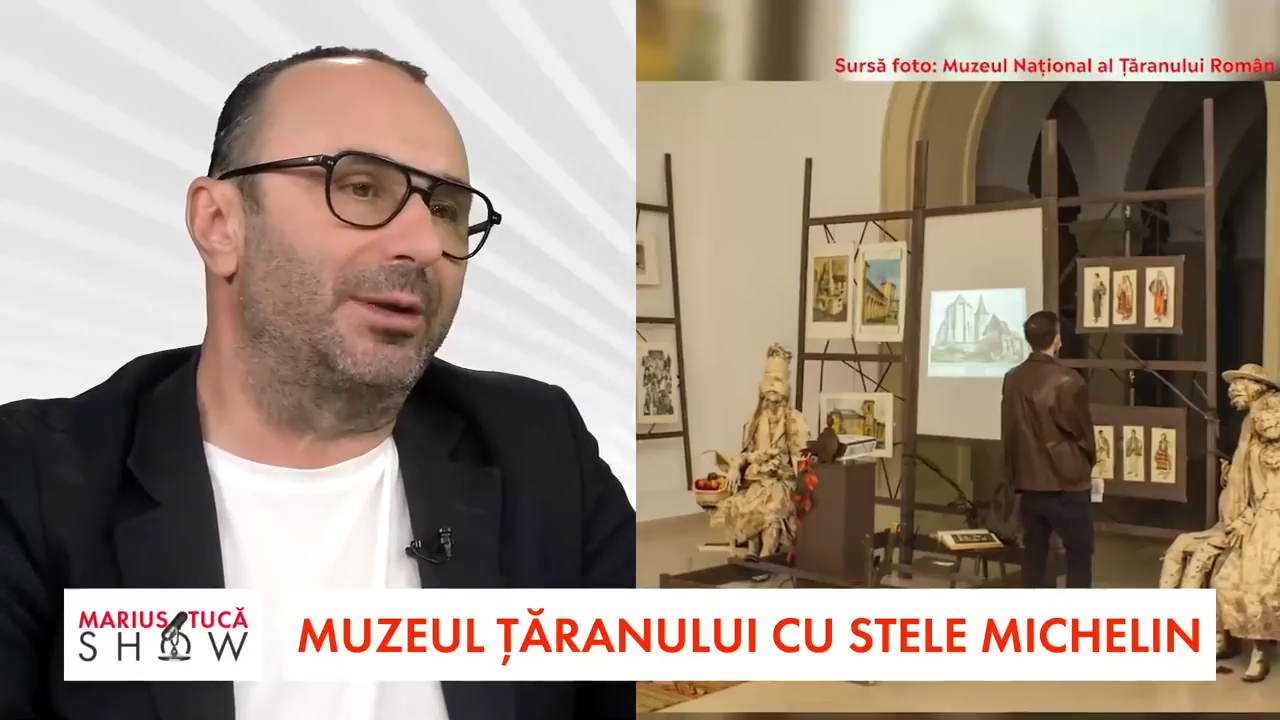 Sursă foto: Muzeul Național al Țăranului Român
MARIUS TUCĂ
SHOW
MUZEUL ȚĂRANULUI CU STELE MICHELIN